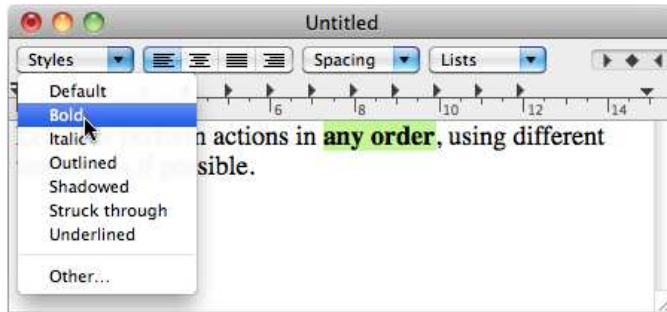 Untitled
Styles Spacing Lists
6 8 10 12 14
Default
Bold
Italic
Outlined
Shadowed
Struck through
Underlined
Other...
n actions in any order, using different
sible.